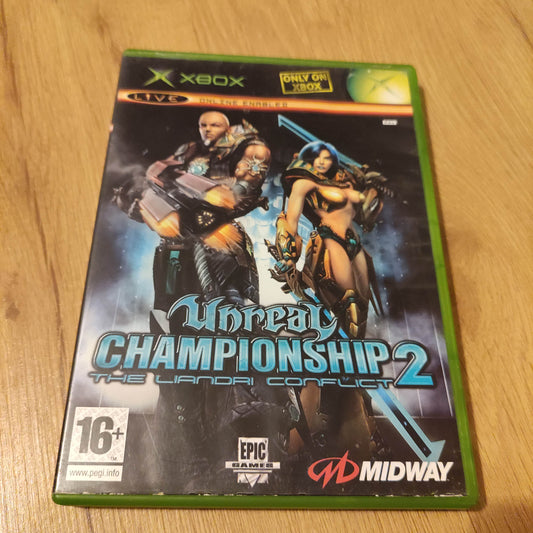 XBOX
ONLY ON
XBOX
LIVE
ONLINE ENABLED
Unreal
CHAMPIONSHIP 2
THE LIANDRI CONFLICT
16+
www.pegi.info
EPIC
GAMES
MIDWAY